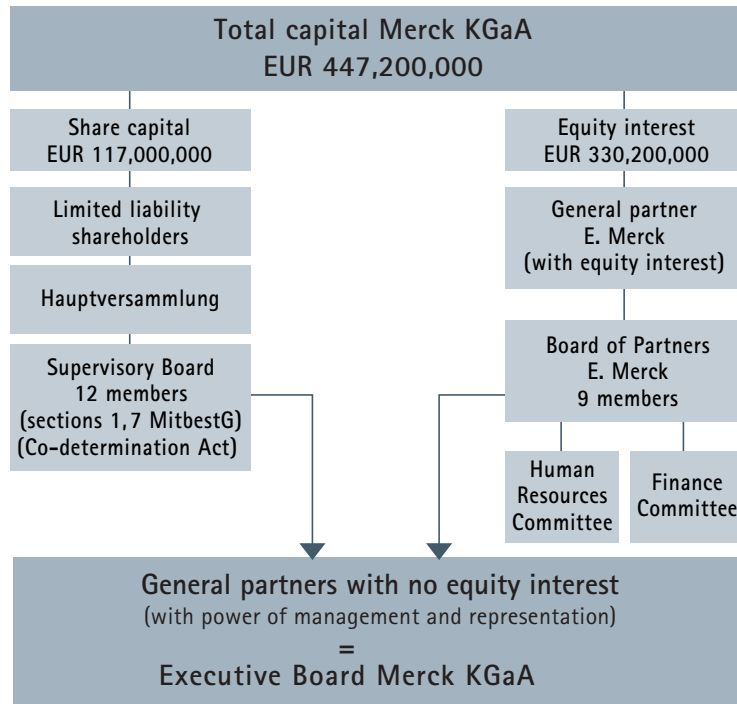 Total capital Merck KGaA
EUR 447,200,000
Share capital
EUR 117,000,000
Limited liability
shareholders
Hauptversammlung
Supervisory Board
12 members
(sections 1,7 MitbestG)
(Co-determination Act)
Equity interest
EUR 330,200,000
General partner
E. Merck
(with equity interest)
Board of Partners
E. Merck
9 members
Human
Resources
Committee
Finance
Committee
General partners with no equity interest
(with power of management and representation)
=
Executive Board Merck KGaA